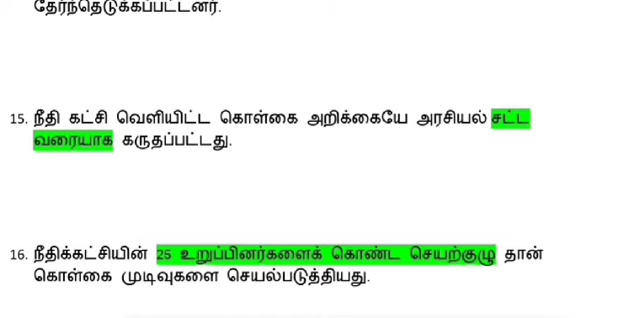 தேர்ந்தெடுக்கப்பட்டனர்.
15. நீதி கட்சி வெளியிட்ட கொள்கை அறிக்கையே அரசியல் சட்ட
வரையாக கருதப்பட்டது.
16. நீதிக்கட்சியின் 25 உறுப்பினர்களைக் கொண்ட செயற்குழு தான்
கொள்கை முடிவுகளை செயல்படுத்தியது.